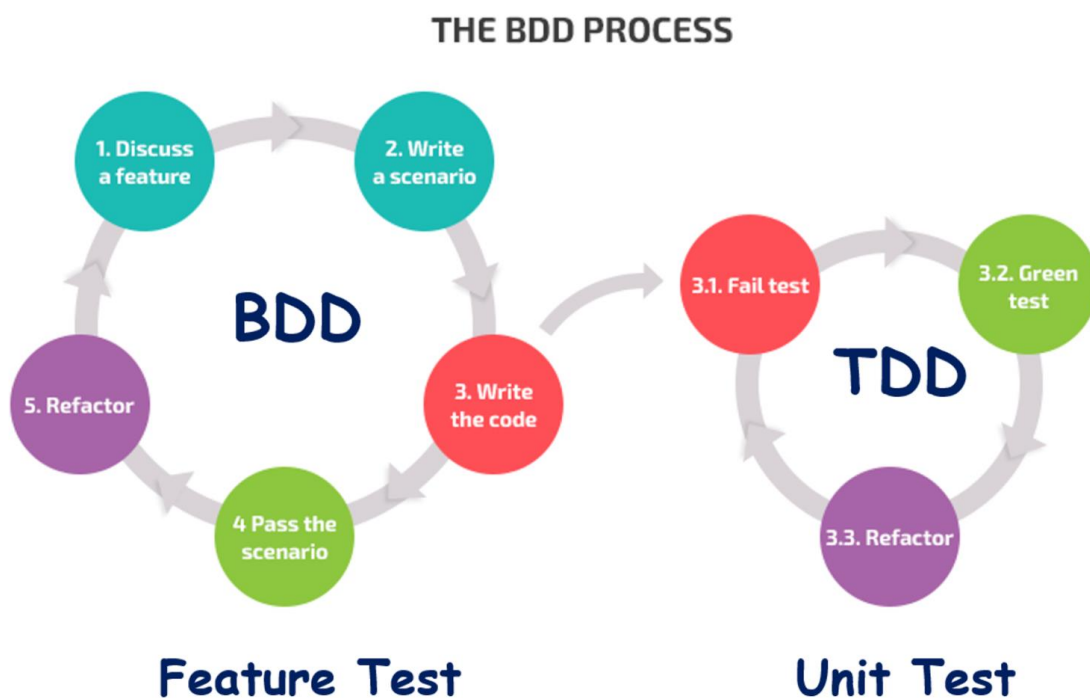 THE BDD PROCESS
1. Discuss
a feature
2. Write
a scenario
BDD
3. Write
the code
4 Pass the
scenario
5. Refactor
Feature Test
3.1. Fail test
3.2. Green
test
TDD
3.3. Refactor
Unit Test